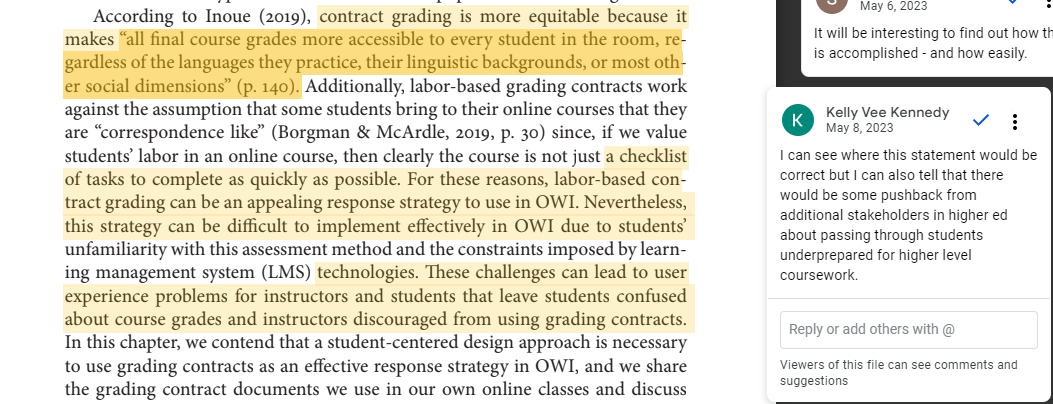 According to Inoue (2019), contract grading is more equitable because it
makes “all final course grades more accessible to every student in the room, re-
gardless of the languages they practice, their linguistic backgrounds, or most oth-
er social dimensions” (p. 140). Additionally, labor-based grading contracts work
against the assumption that some students bring to their online courses that they
are “correspondence like” (Borgman & McArdle, 2019, p. 30) since, if we value
students’ labor in an online course, then clearly the course is not just a checklist
of tasks to complete as quickly as possible. For these reasons, labor-based con-
tract grading can be an appealing response strategy to use in OWI. Nevertheless,
this strategy can be difficult to implement effectively in OWI due to students’
unfamiliarity with this assessment method and the constraints imposed by learn-
ing management system (LMS) technologies. These challenges can lead to user
experience problems for instructors and students that leave students confused
about course grades and instructors discouraged from using grading contracts.
In this chapter, we contend that a student-centered design approach is necessary
to use grading contracts as an effective response strategy in OWI, and we share
the grading contract documents we use in our own online classes and discuss
May 6, 2023
It will be interesting to find out how
is accomplished - and how easily.
K
Kelly Vee Kennedy
May 8, 2023
I can see where this statement would be
correct but I can also tell that there
would be some pushback from
additional stakeholders in higher ed
about passing through students
underprepared for higher level
coursework.
Reply or add others with @
Viewers of this file can see comments and
suggestions